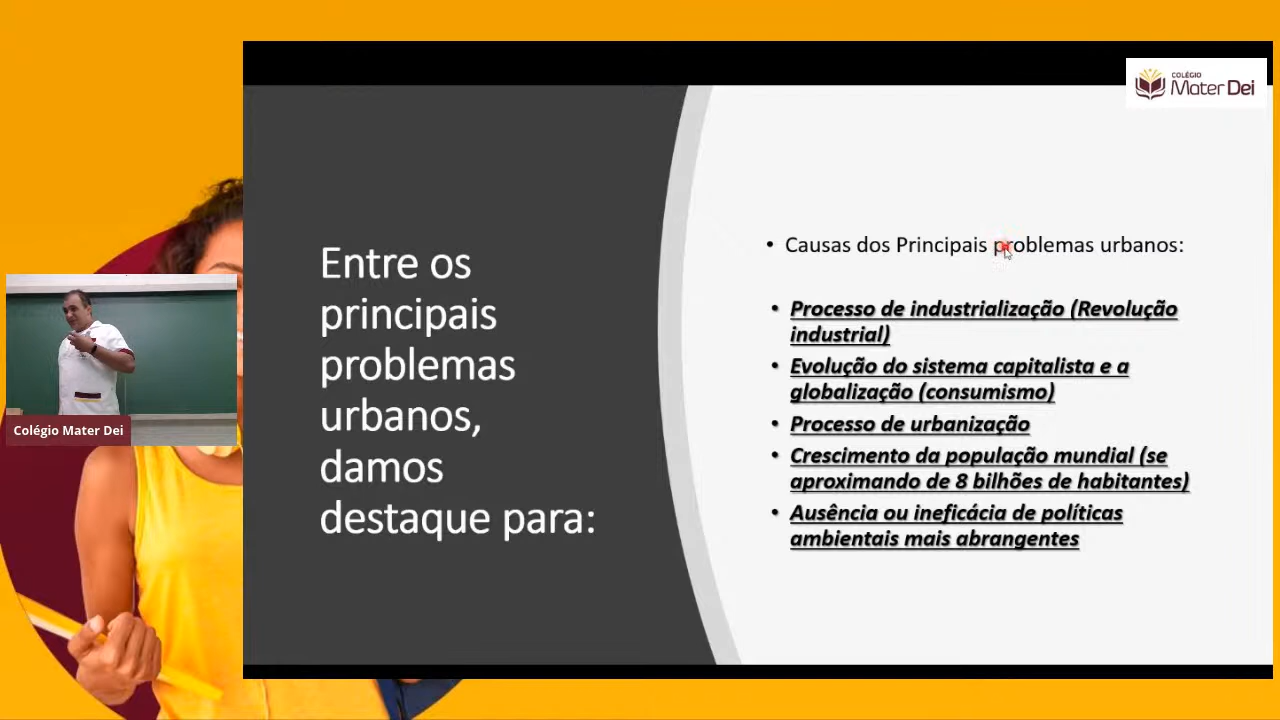 COLÉGIO
Mater Dei
Entre os
principais
problemas
urbanos,
damos
destaque para:
• Causas dos Principais problemas urbanos:
• Processo de industrialização (Revolução
industrial)
• Evolução do sistema capitalista e a
globalização (consumismo)
• Processo de urbanização
• Crescimento da população mundial (se
aproximando de 8 bilhões de habitantes)
• Ausência ou ineficácia de políticas
ambientais mais abrangentes
Colégio Mater Dei